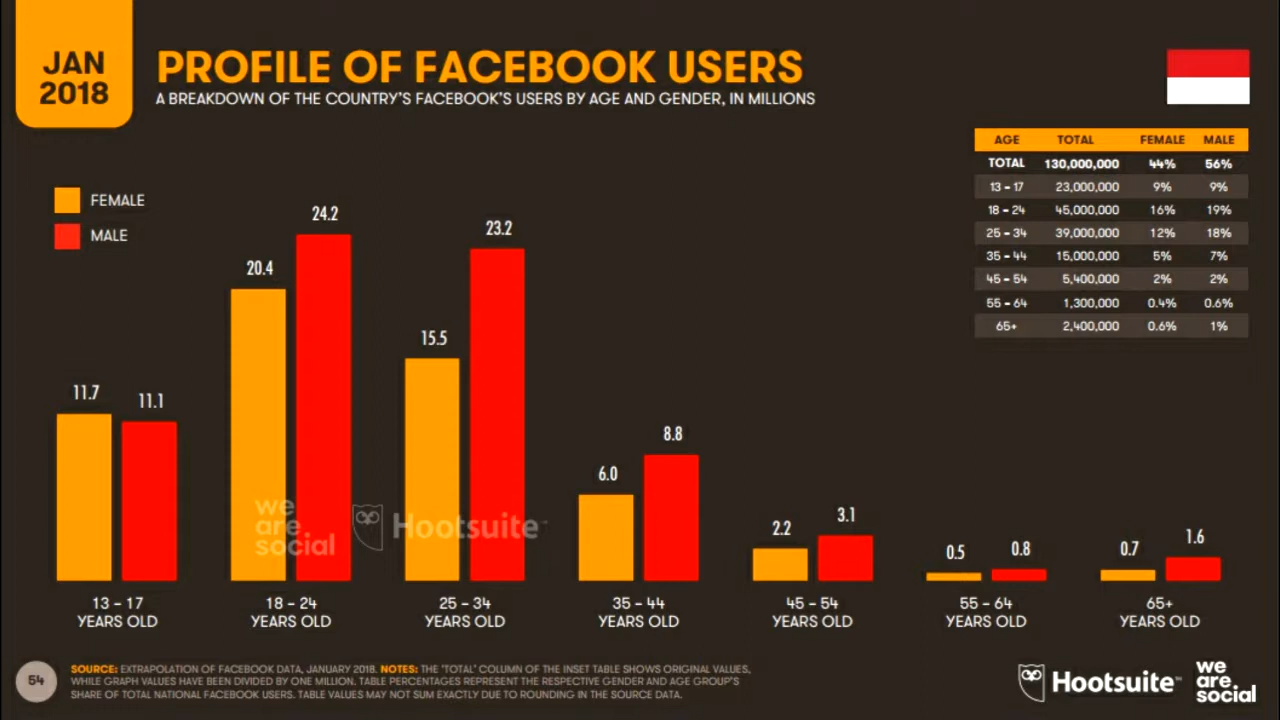 JAN
2018
PROFILE OF FACEBOOK USERS
A BREAKDOWN OF THE COUNTRY'S FACEBOOK'S USERS BY AGE AND GENDER, IN MILLIONS
AGE TOTAL FEMALE MALE
TOTAL 130,000,000 44% 56%
13 – 17 23,000,000 9% 9%
18 – 24 45,000,000 16% 19%
25 – 34 39,000,000 12% 18%
35 – 44 15,000,000 5% 7%
45 – 54 5,400,000 2% 2%
55 – 64 1,300,000 0.4% 0.6%
65+ 2,400,000 0.6% 1%
FEMALE
MALE
11.7 11.1 20.4 24.2 15.5 23.2 6.0 8.8 2.2 3.1 0.5 0.8 0.7 1.6
we
are
social
Hootsuite™
13 – 17
YEARS OLD
18 – 24
YEARS OLD
25 – 34
YEARS OLD
35 – 44
YEARS OLD
45 – 54
YEARS OLD
55 – 64
YEARS OLD
65+
YEARS OLD
54
SOURCE: EXTRAPOLATION OF FACEBOOK DATA, JANUARY 2018. NOTES: THE 'TOTAL' COLUMN OF THE INSET TABLE SHOWS ORIGINAL VALUES,
WHILE GRAPH VALUES HAVE BEEN DIVIDED BY ONE MILLION. TABLE PERCENTAGES REPRESENT THE RESPECTIVE GENDER AND AGE GROUP'S
SHARE OF TOTAL NATIONAL FACEBOOK USERS. TABLE VALUES MAY NOT SUM EXACTLY DUE TO ROUNDING IN THE SOURCE DATA.
Hootsuite™
we
are
social